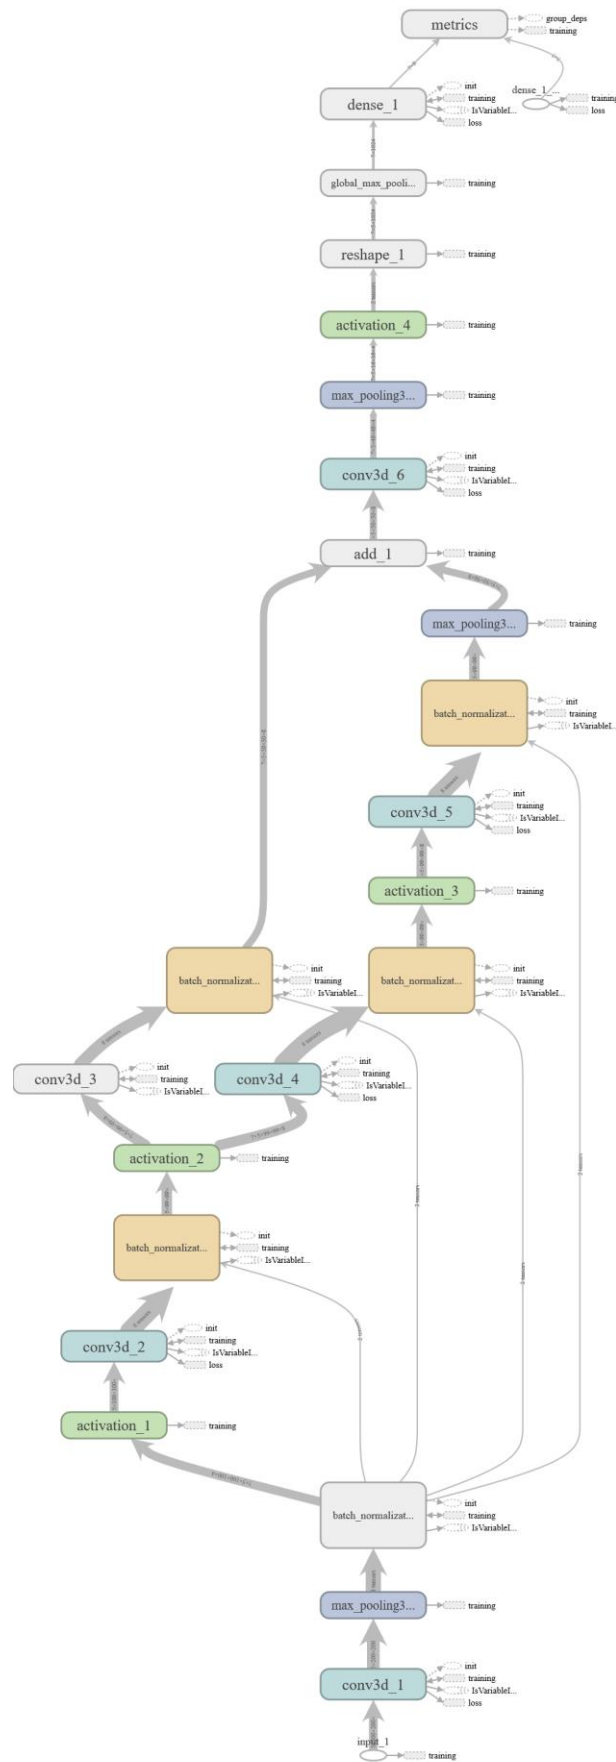 metrics
group_deps
training
dense_1
init
training
IsVariableI...
loss
dense_1_...
training
loss
global_max_pooli...
training
reshape_1
training
activation_4
training
max_pooling3...
training
conv3d_6
init
training
IsVariableI...
loss
add_1
training
max_pooling3...
training
batch_normalizat...
init
training
IsVariableI...
conv3d_5
init
training
IsVariableI...
loss
activation_3
training
batch_normalizat...
init
training
IsVariableI...
batch_normalizat...
init
training
IsVariableI...
conv3d_3
init
training
IsVariableI...
conv3d_4
init
training
IsVariableI...
loss
activation_2
training
batch_normalizat...
init
training
IsVariableI...
conv3d_2
init
training
IsVariableI...
loss
activation_1
training
batch_normalizat...
init
training
IsVariableI...
max_pooling3...
training
conv3d_1
init
training
IsVariableI...
loss
input_1
training